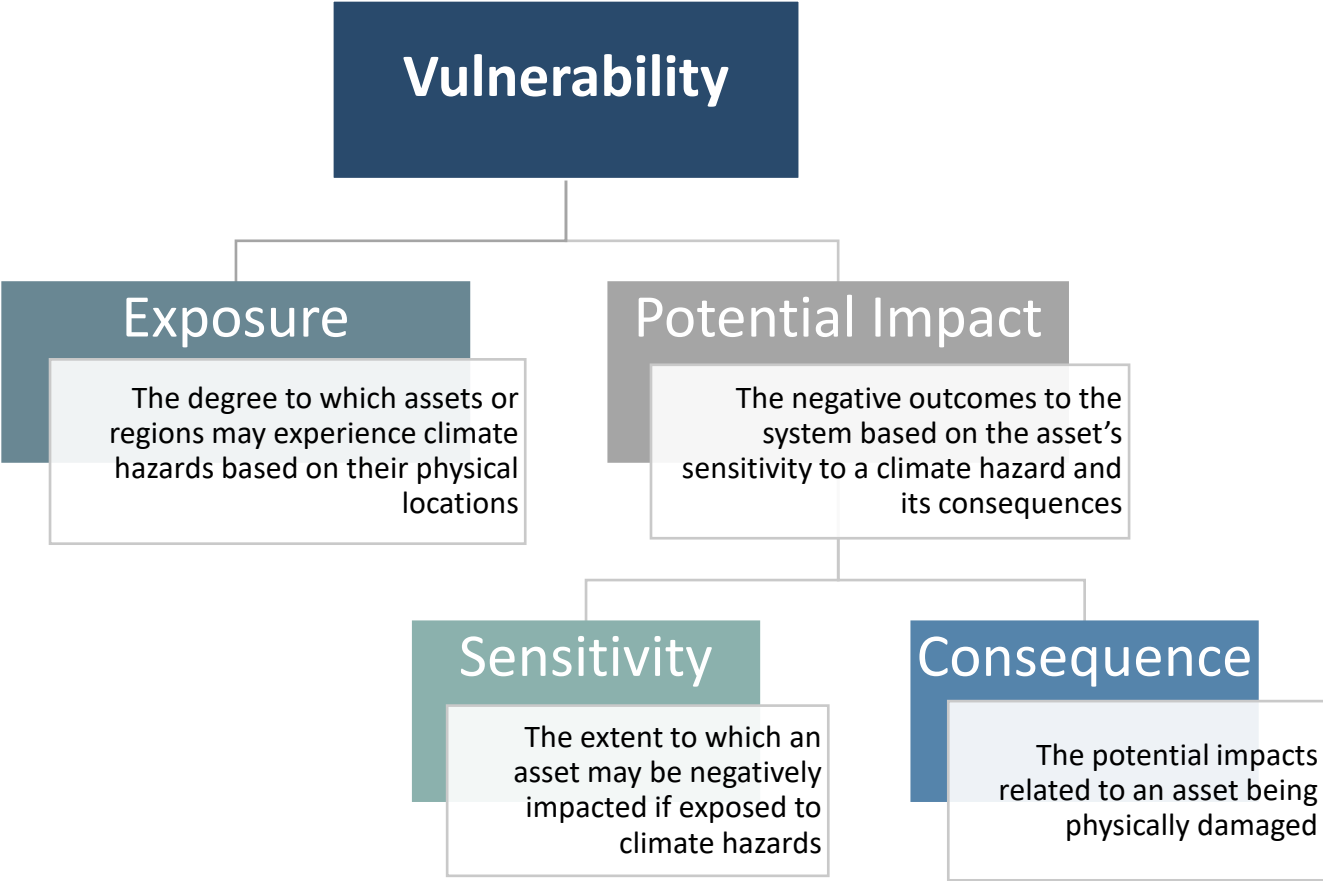 Vulnerability
Exposure
The degree to which assets or
regions may experience climate
hazards based on their physical
locations
Potential Impact
The negative outcomes to the
system based on the asset’s
sensitivity to a climate hazard and
its consequences
Sensitivity
The extent to which an
asset may be negatively
impacted if exposed to
climate hazards
Consequence
The potential impacts
related to an asset being
physically damaged